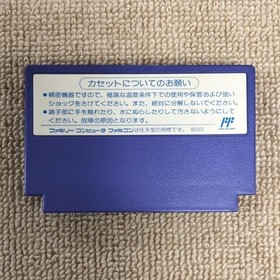 カセットについてのお願い
●精密機器ですので、極端な温度条件下での使用や保管および強い
ショックをさけてください。また、絶対に分解しないでください。
●端子部に手を触れたり、水にぬらしたりして汚さないようにし
てください。故障の原因となります。
ファミリーコンピュータ・ファミコンは任天堂の商標です。